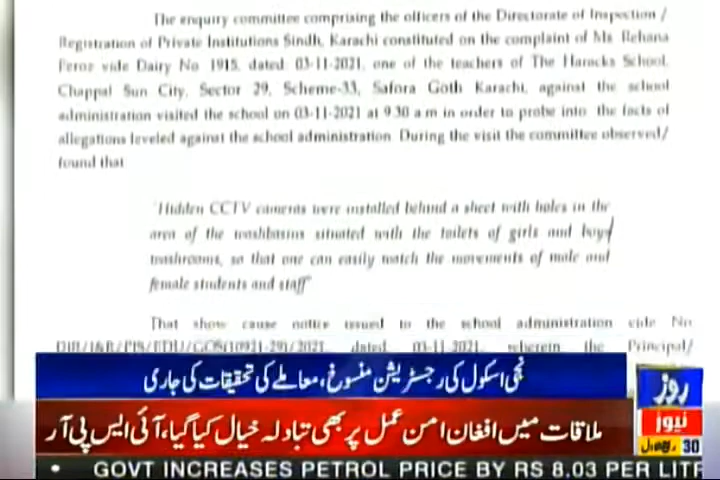 The enquiry committee comprising the officers of the Directorate of Inspection /
Registration of Private Institutions Sindh, Karachi constituted on the complaint of Ms. Rehana
Feroz vide Dairy No. 1915, dated 03-11-2021, one of the teachers of The Haracks School,
Chappal Sun City, Sector 29, Scheme-33, Safora Goth Karachi, against the school
administration visited the school on 03-11-2021 at 9.30 a.m in order to probe into the facts of
allegations leveled against the school administration. During the visit the committee observed/
found that
"Hidden CCTV cameras were installed behind a sheet with holes in the
area of the washbasins situated with the toilets of girls and boys
washrooms, so that one can easily watch the movements of male and
female students and staff"
That show cause notice issued to the school administration vide No
dated 03-11-2021, wherein the Principal/
نجی اسکول کی رجسٹریشن منسوخ، معاملے کی تحقیقات کی جاری
ملاقات میں افغان امن عمل پر بھی تبادلہ خیال کیا گیا، آئی ایس پی آر
روز
نیوز
30
• GOVT INCREASES PETROL PRICE BY RS 8.03 PER LITR